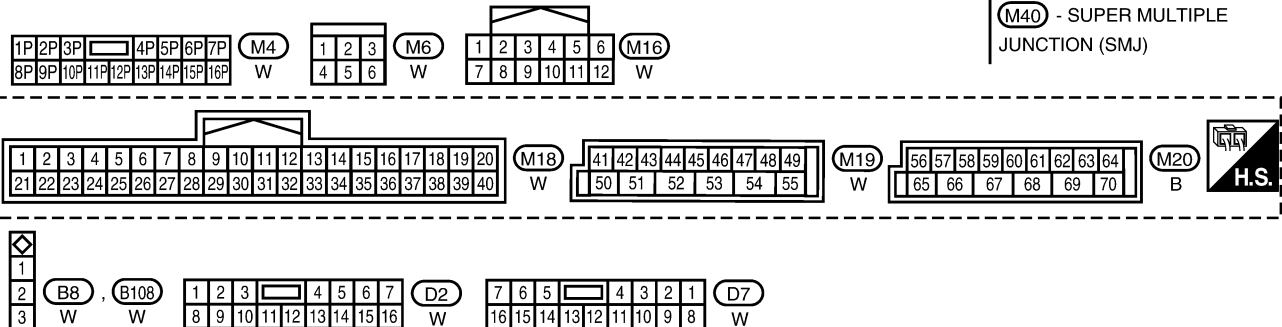 M40 - SUPER MULTIPLE
JUNCTION (SMJ)
1P 2P 3P 4P 5P 6P 7P M4
8P 9P 10P 11P 12P 13P 14P 15P 16P W
1 2 3 M6
4 5 6 W
1 2 3 4 5 6 M16
7 8 9 10 11 12 W
1 2 3 4 5 6 7 8 9 10 11 12 13 14 15 16 17 18 19 20 M18
21 22 23 24 25 26 27 28 29 30 31 32 33 34 35 36 37 38 39 40 W
41 42 43 44 45 46 47 48 49 M19
50 51 52 53 54 55 W
56 57 58 59 60 61 62 63 64 M20
65 66 67 68 69 70 B
H.S.
1
2 B8 , B108
3 W W
1 2 3 4 5 6 7 D2
8 9 10 11 12 13 14 15 16 W
7 6 5 4 3 2 1 D7
16 15 14 13 12 11 10 9 8 W